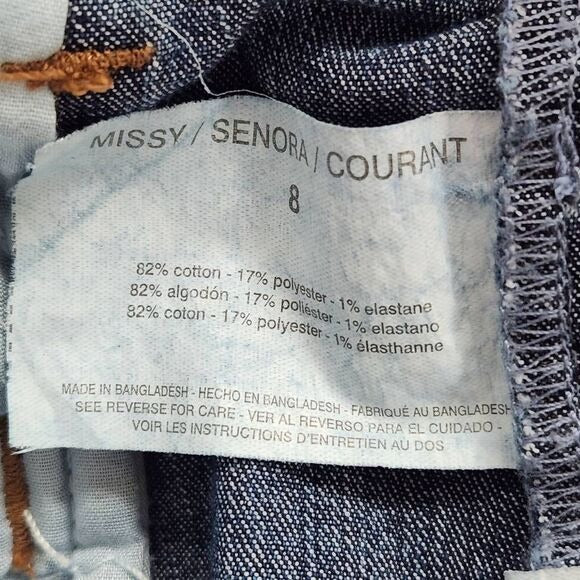 MISSY / SENORA / COURANT
8
82% cotton - 17% polyester - 1% elastane
82% algodón - 17% poliéster - 1% elastano
82% coton - 17% polyester - 1% élasthanne
MADE IN BANGLADESH - HECHO EN BANGLADESH - FABRIQUÉ AU BANGLADESH
SEE REVERSE FOR CARE - VER AL REVERSO PARA EL CUIDADO -
VOIR LES INSTRUCTIONS D'ENTRETIEN AU DOS